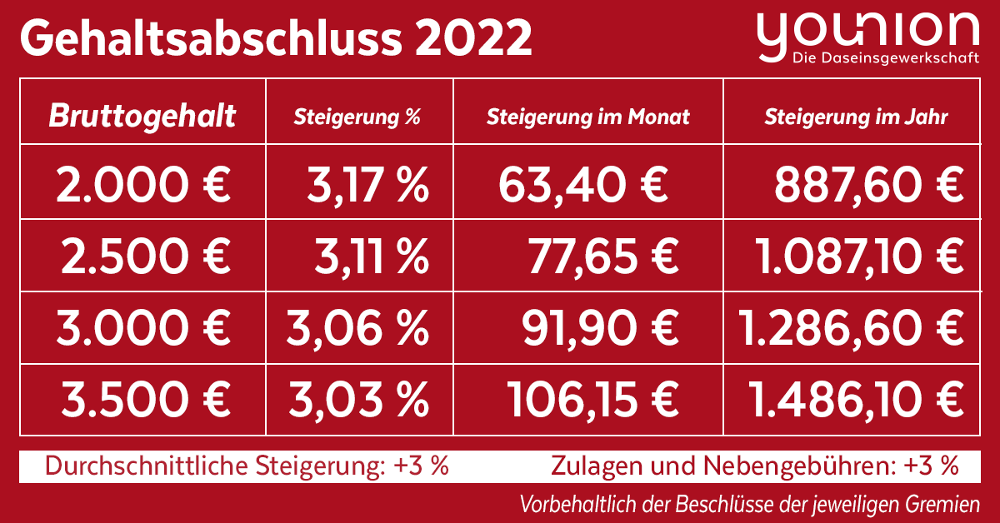 Gehaltsabschluss 2022
younion
Die Daseinsgewerkschaft
Bruttogehalt Steigerung % Steigerung im Monat Steigerung im Jahr
2.000 € 3,17 % 63,40 € 887,60 €
2.500 € 3,11 % 77,65 € 1.087,10 €
3.000 € 3,06 % 91,90 € 1.286,60 €
3.500 € 3,03 % 106,15 € 1.486,10 €
Durchschnittliche Steigerung: +3 % Zulagen und Nebengebühren: +3 %
Vorbehaltlich der Beschlüsse der jeweiligen Gremien